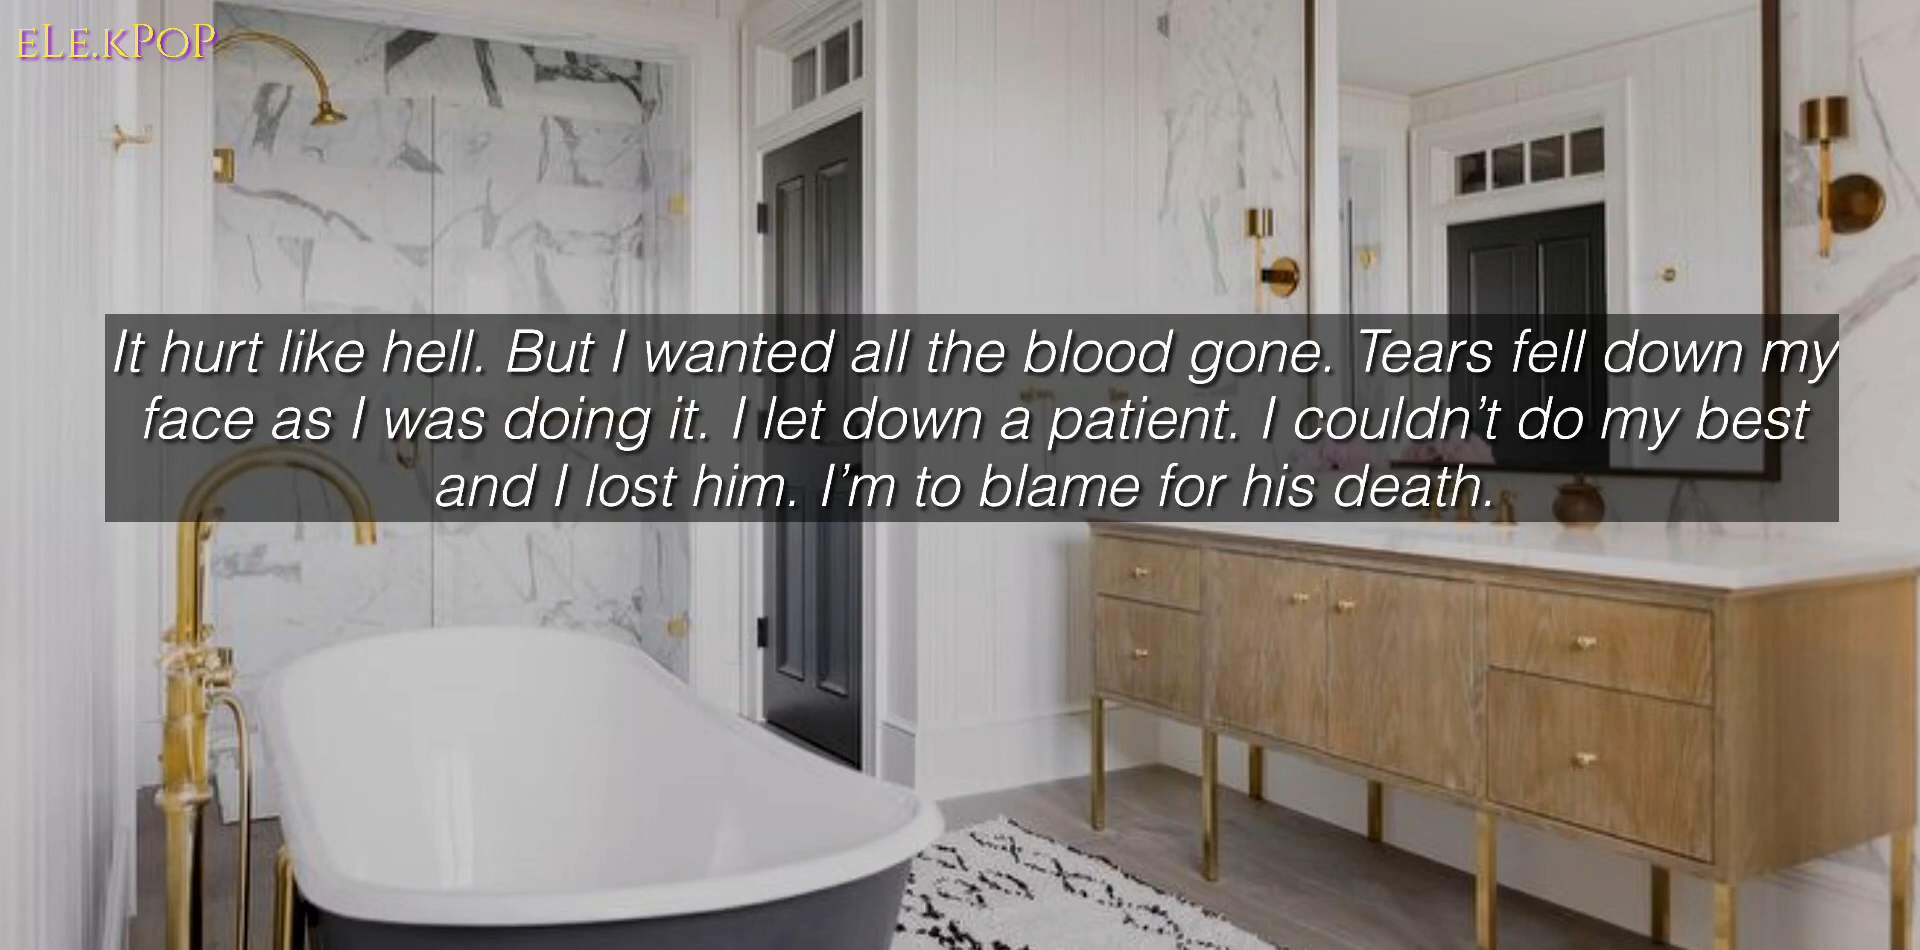 eLe.kPoP
It hurt like hell. But I wanted all the blood gone. Tears fell down my
face as I was doing it. I let down a patient. I couldn’t do my best
and I lost him. I’m to blame for his death.